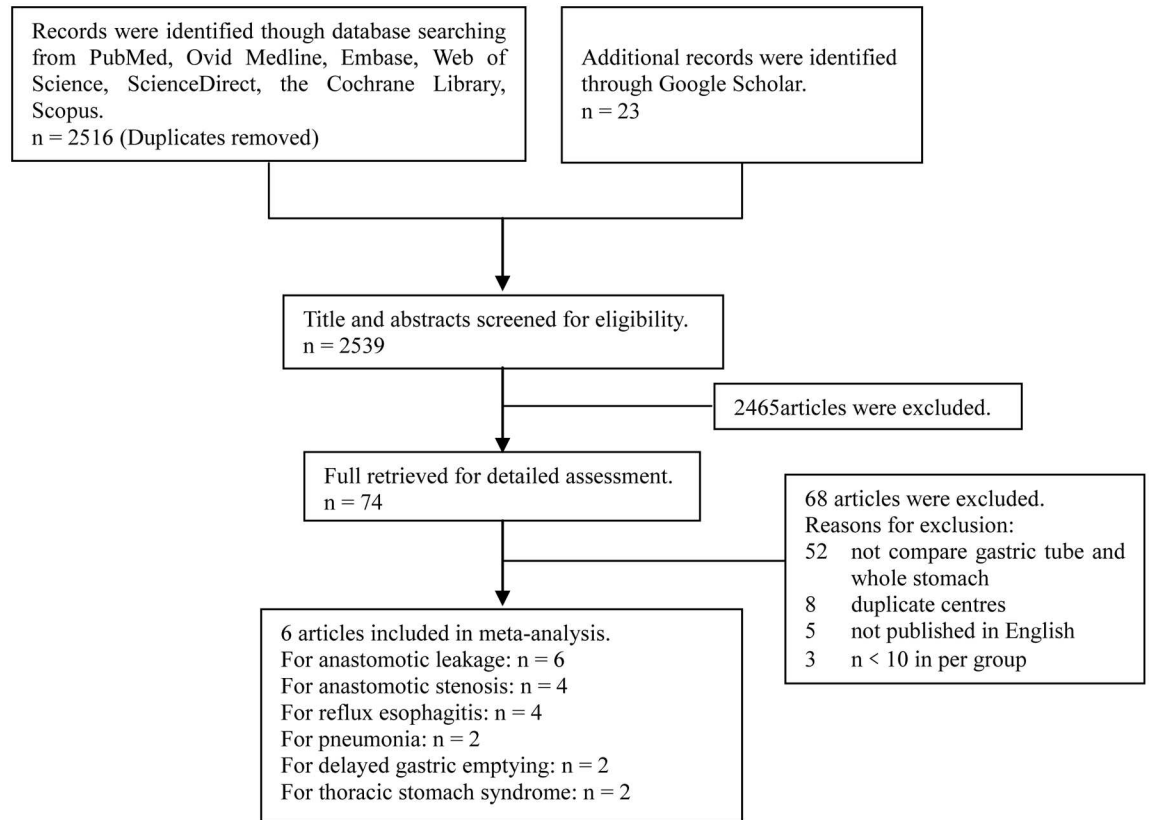 Records were identified though database searching
from PubMed, Ovid Medline, Embase, Web of
Science, ScienceDirect, the Cochrane Library,
Scopus.
n = 2516 (Duplicates removed)
Additional records were identified
through Google Scholar.
n = 23
Title and abstracts screened for eligibility.
n = 2539
2465articles were excluded.
Full retrieved for detailed assessment.
n = 74
68 articles were excluded.
Reasons for exclusion:
52 not compare gastric tube and
whole stomach
8 duplicate centres
5 not published in English
3 n < 10 in per group
6 articles included in meta-analysis.
For anastomotic leakage: n = 6
For anastomotic stenosis: n = 4
For reflux esophagitis: n = 4
For pneumonia: n = 2
For delayed gastric emptying: n = 2
For thoracic stomach syndrome: n = 2